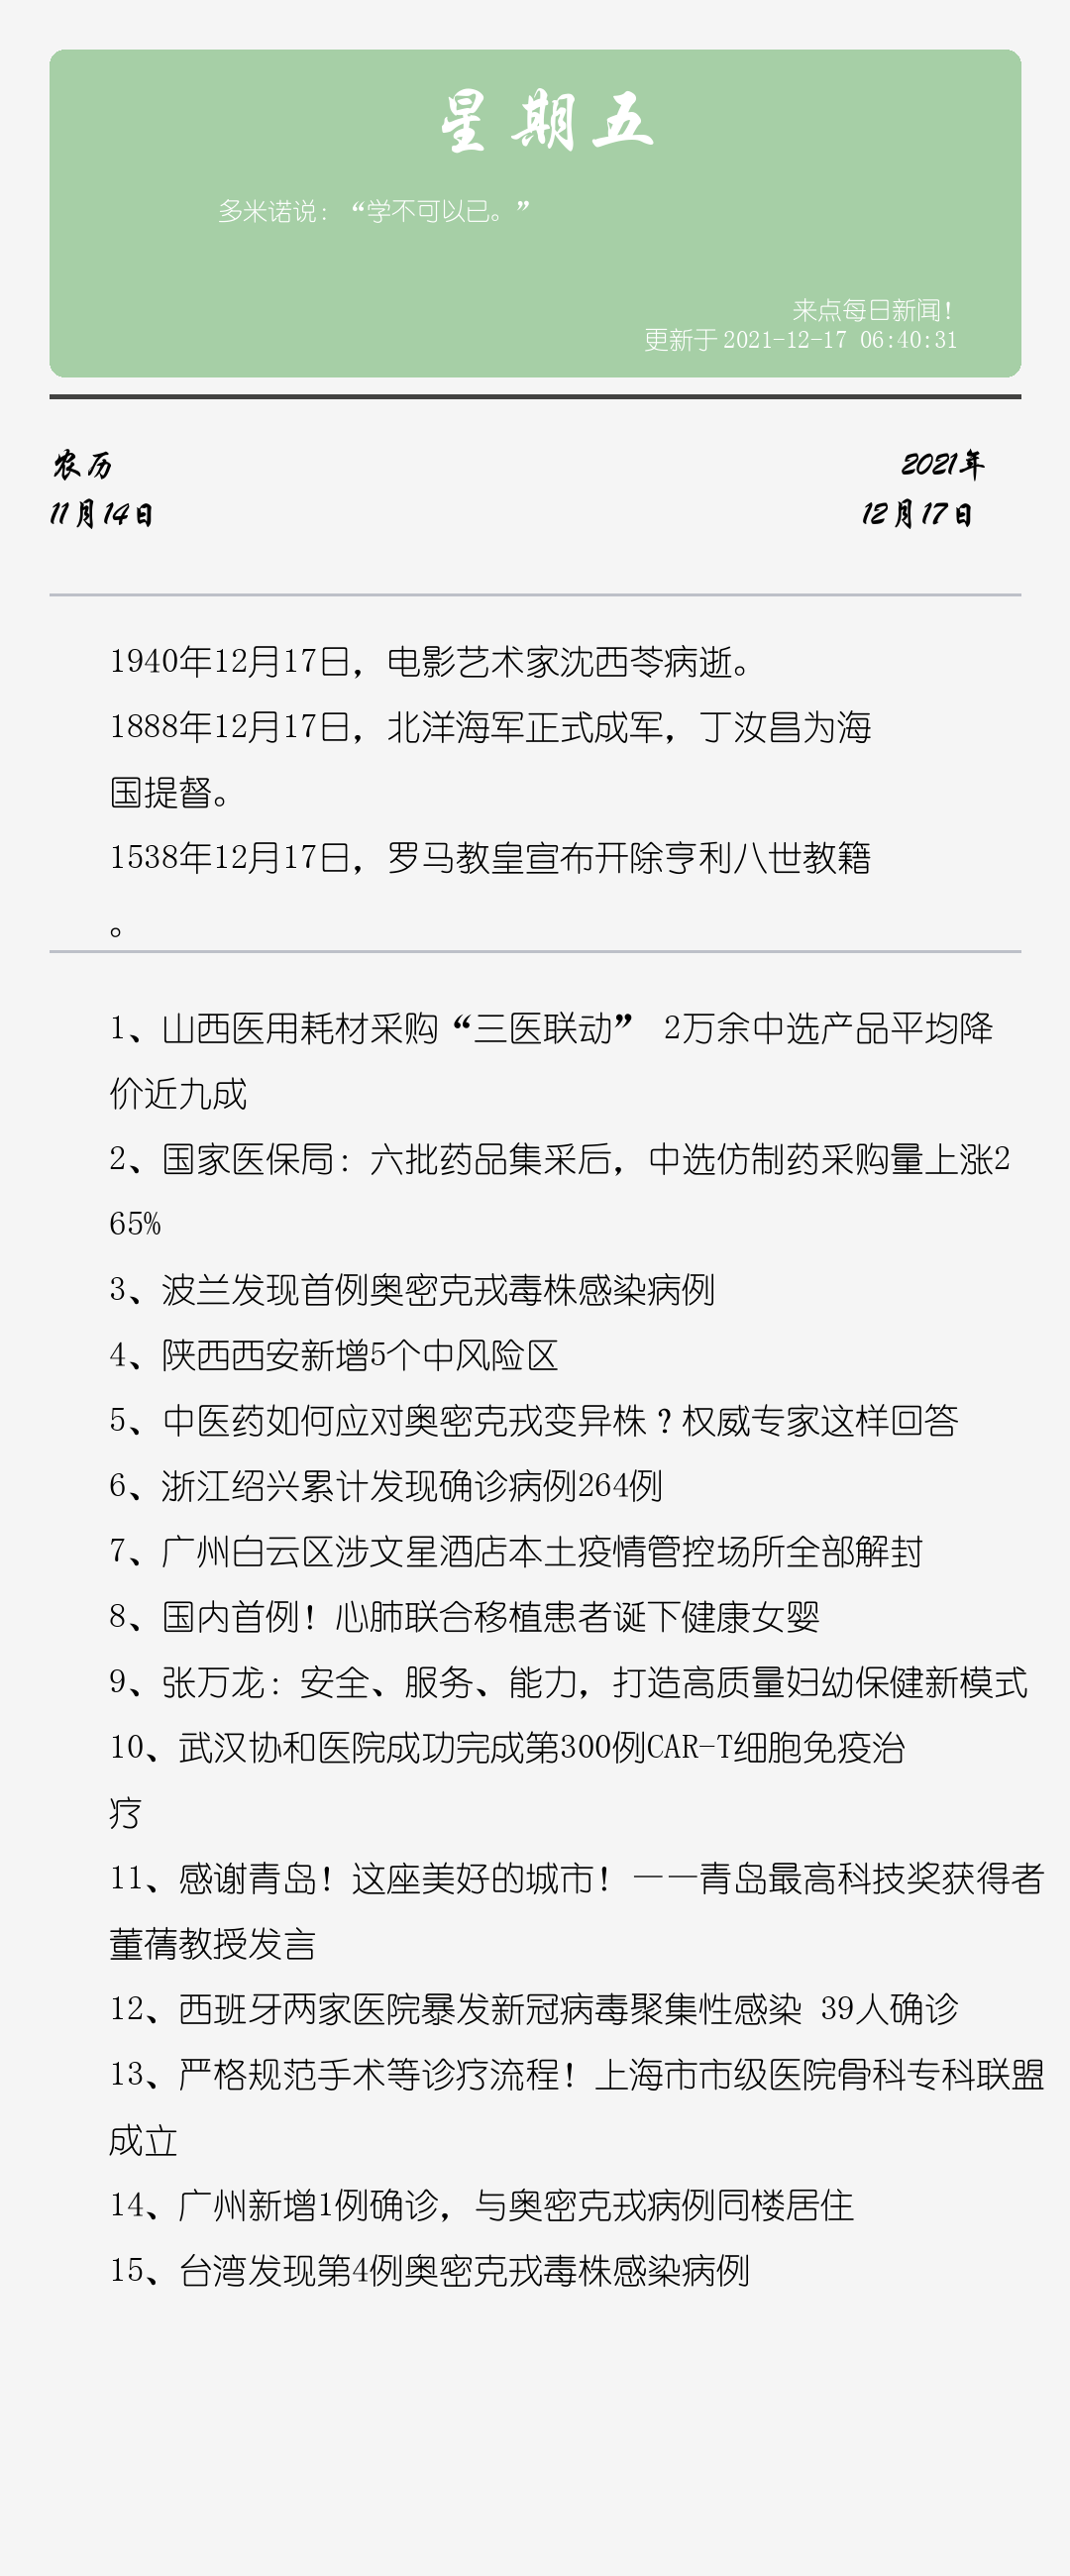 星期五
多米诺说：“学不可以已。”
来点每日新闻！
更新于 2021-12-17 06:40:31
农历
2021年
11月14日
12月17日
1940年12月17日，电影艺术家沈西苓病逝。
1888年12月17日，北洋海军正式成军，丁汝昌为海
国提督。
1538年12月17日，罗马教皇宣布开除亨利八世教籍
。
1、山西医用耗材采购“三医联动” 2万余中选产品平均降
价近九成
2、国家医保局：六批药品集采后，中选仿制药采购量上涨2
65%
3、波兰发现首例奥密克戎毒株感染病例
4、陕西西安新增5个中风险区
5、中医药如何应对奥密克戎变异株？权威专家这样回答
6、浙江绍兴累计发现确诊病例264例
7、广州白云区涉文星酒店本土疫情管控场所全部解封
8、国内首例！心肺联合移植患者诞下健康女婴
9、张万龙：安全、服务、能力，打造高质量妇幼保健新模式
10、武汉协和医院成功完成第300例CAR-T细胞免疫治
疗
11、感谢青岛！这座美好的城市！——青岛最高科技奖获得者
董蒨教授发言
12、西班牙两家医院暴发新冠病毒聚集性感染 39人确诊
13、严格规范手术等诊疗流程！上海市市级医院骨科专科联盟
成立
14、广州新增1例确诊，与奥密克戎病例同楼居住
15、台湾发现第4例奥密克戎毒株感染病例